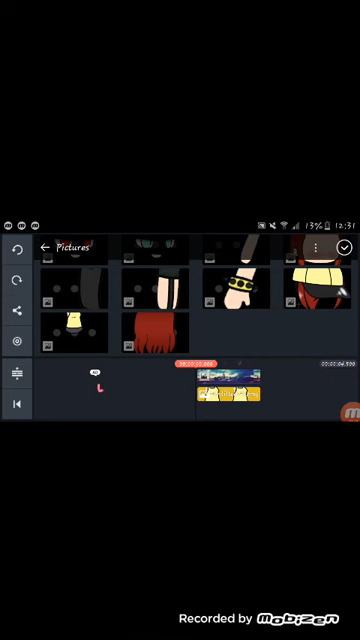 13% 12:31
Pictures
00:00:00.000
00:00:04.500
Recorded by mobizen